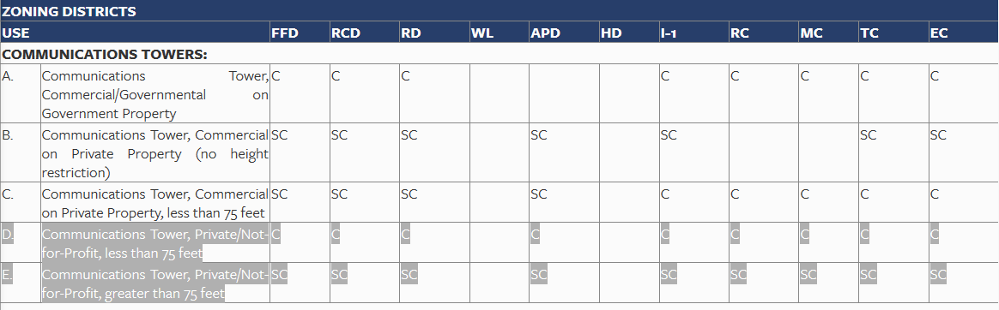 ZONING DISTRICTS
USE FFD RCD RD WL APD HD I-1 RC MC TC EC
COMMUNICATIONS TOWERS:
A. Communications Tower, C C C C C C C C
Commercial/Governmental on
Government Property
B. Communications Tower, Commercial SC SC SC SC SC SC SC
on Private Property (no height
restriction)
C. Communications Tower, Commercial SC SC SC SC C C C C C
on Private Property, less than 75 feet
D. Communications Tower, Private/Not- C C C C C C C C C
for-Profit, less than 75 feet
E. Communications Tower, Private/Not- SC SC SC SC SC SC SC SC SC
for-Profit, greater than 75 feet